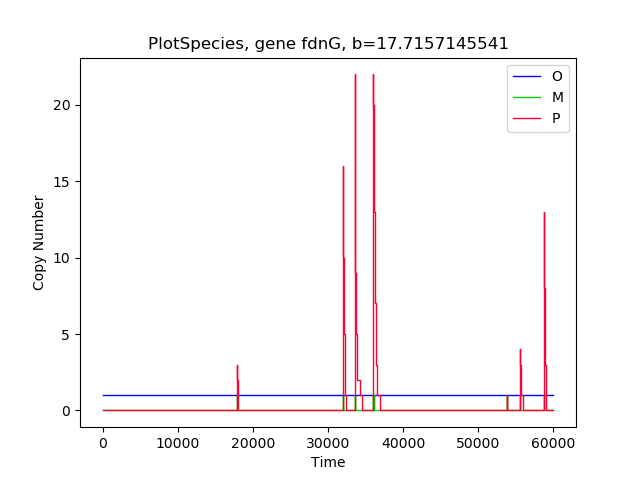 PlotSpecies, gene fdnG, b=17.7157145541
O
M
P
20
15
10
5
0
Copy Number
0 10000 20000 30000 40000 50000 60000
Time